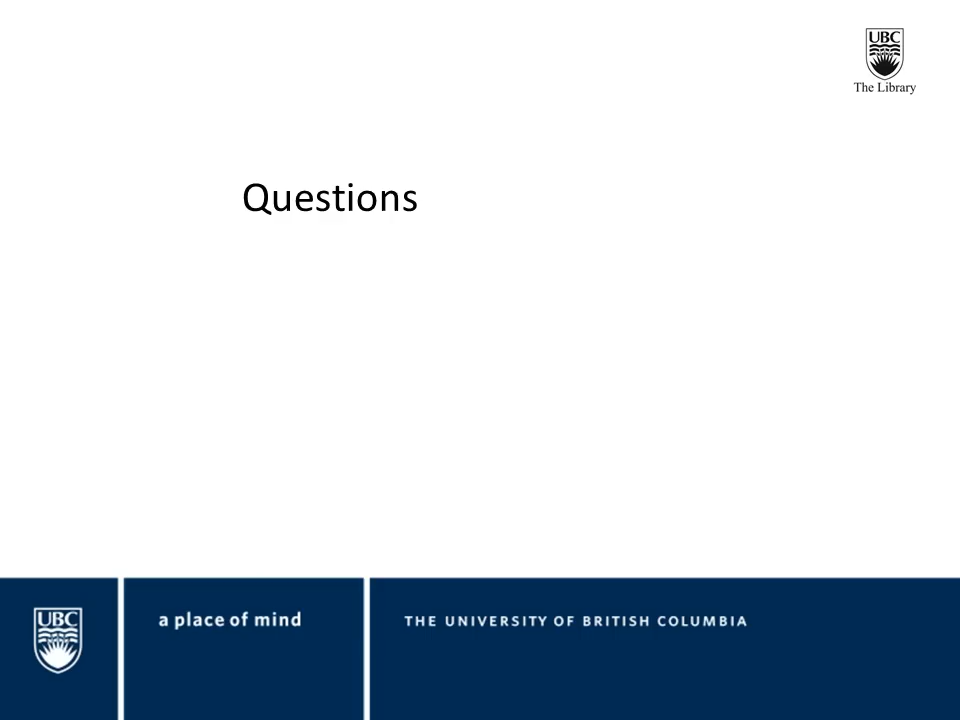 UBC
The Library
Questions
UBC
a place of mind
THE UNIVERSITY OF BRITISH COLUMBIA